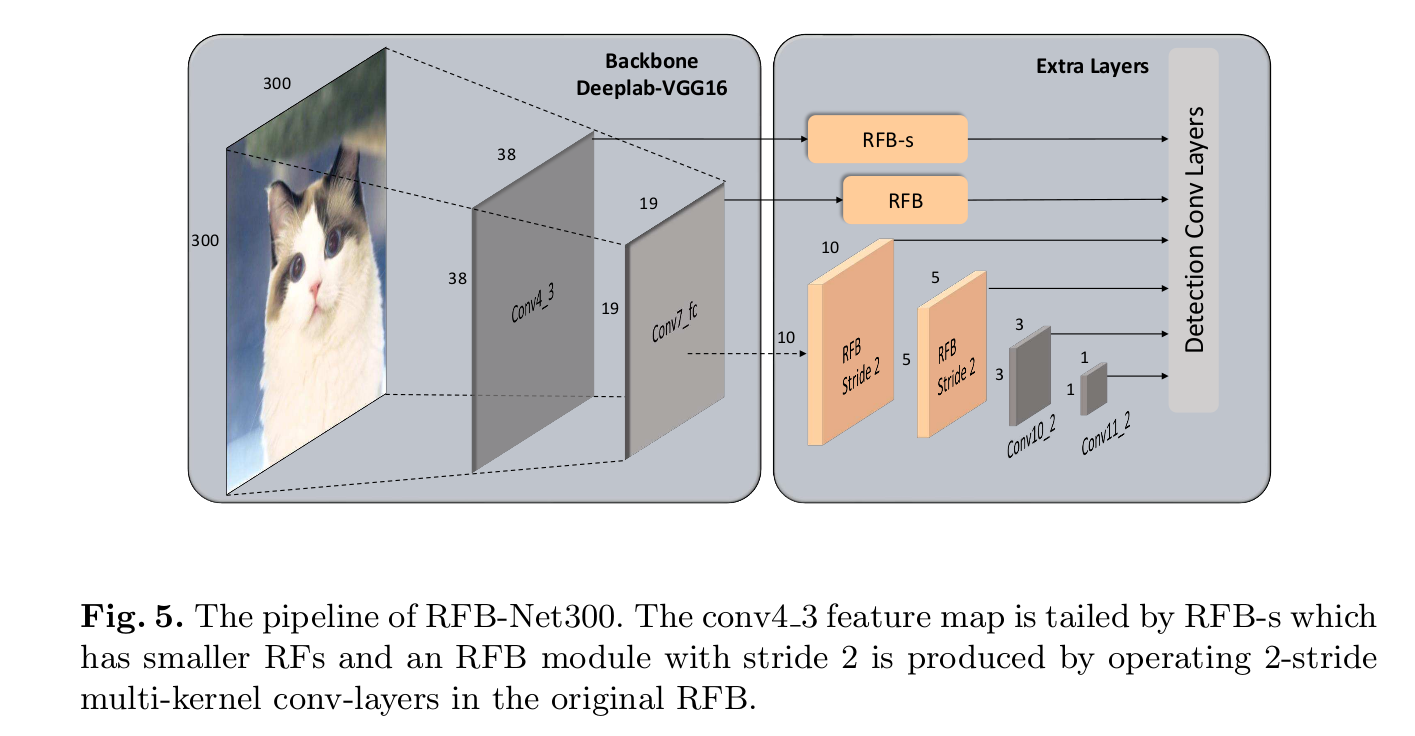 Backbone
Deeplab-VGG16
300
300
38
38
Conv4_3
19
19
Conv7_fc
Extra Layers
RFB-s
RFB
10
10
RFB
Stride 2
5
5
RFB
Stride 2
3
3
Conv10_2
1
1
Conv11_2
Detection Conv Layers
Fig. 5. The pipeline of RFB-Net300. The conv4_3 feature map is tailed by RFB-s which
has smaller RFs and an RFB module with stride 2 is produced by operating 2-stride
multi-kernel conv-layers in the original RFB.